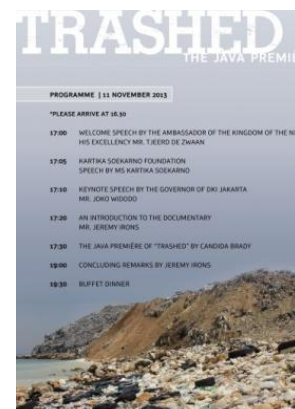 TRASHED
THE JAVA PREMI
PROGRAMME | 11 NOVEMBER 2013
*PLEASE ARRIVE AT 16.50
17:00 WELCOME SPEECH BY THE AMBASSADOR OF THE KINGDOM OF THE NE
HIS EXCELLENCY MR. TJEERD DE ZWAAN
17:05 KARTIKA SOEKARNO FOUNDATION
SPEECH BY MS KARTIKA SOEKARNO
17:10 KEYNOTE SPEECH BY THE GOVERNOR OF DKI JAKARTA
MR. JOKO WIDODO
17:20 AN INTRODUCTION TO THE DOCUMENTARY
MR. JEREMY IRONS
17:30 THE JAVA PREMIÈRE OF "TRASHED" BY CANDIDA BRADY
19:00 CONCLUDING REMARKS BY JEREMY IRONS
19:30 BUFFET DINNER